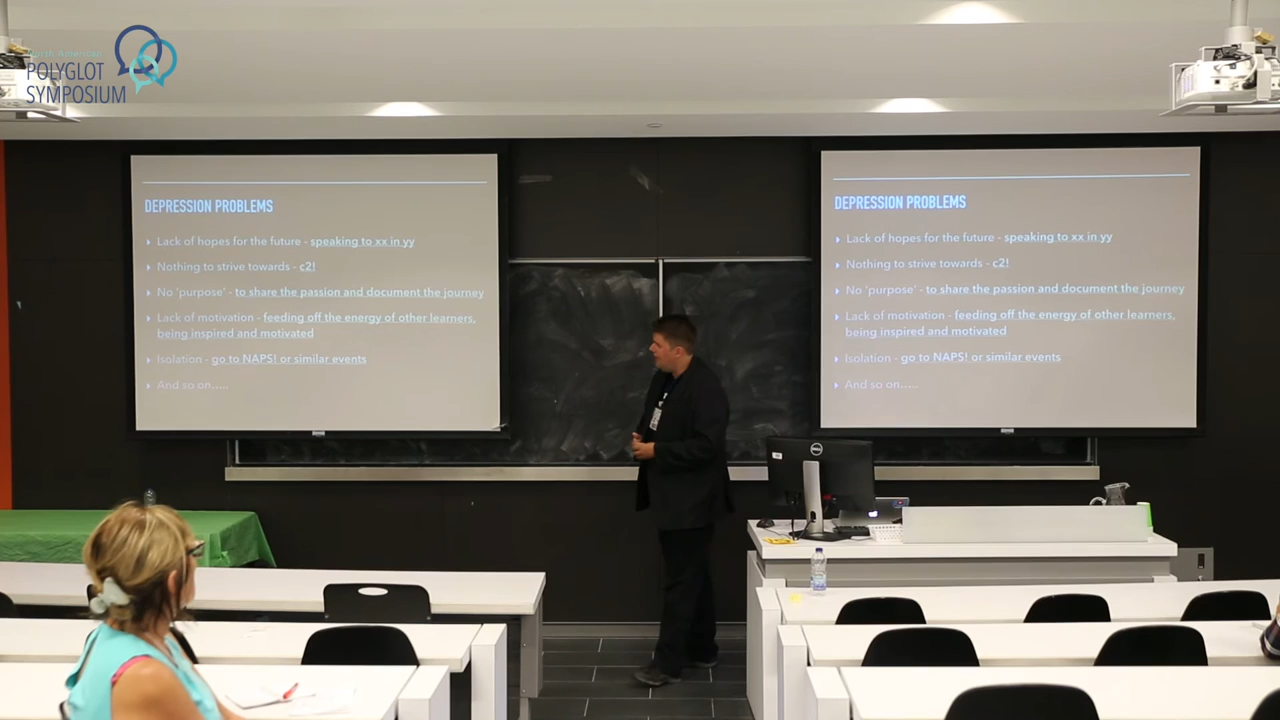 North American
POLYGLOT
SYMPOSIUM
DEPRESSION PROBLEMS
Lack of hopes for the future - speaking to xx in yy
Nothing to strive towards - c2!
No 'purpose' - to share the passion and document the journey
Lack of motivation - feeding off the energy of other learners,
being inspired and motivated
Isolation - go to NAPS! or similar events
And so on.....
DEPRESSION PROBLEMS
Lack of hopes for the future - speaking to xx in yy
Nothing to strive towards - c2!
No 'purpose' - to share the passion and document the journey
Lack of motivation - feeding off the energy of other learners,
being inspired and motivated
Isolation - go to NAPS! or similar events
And so on.....
DELL